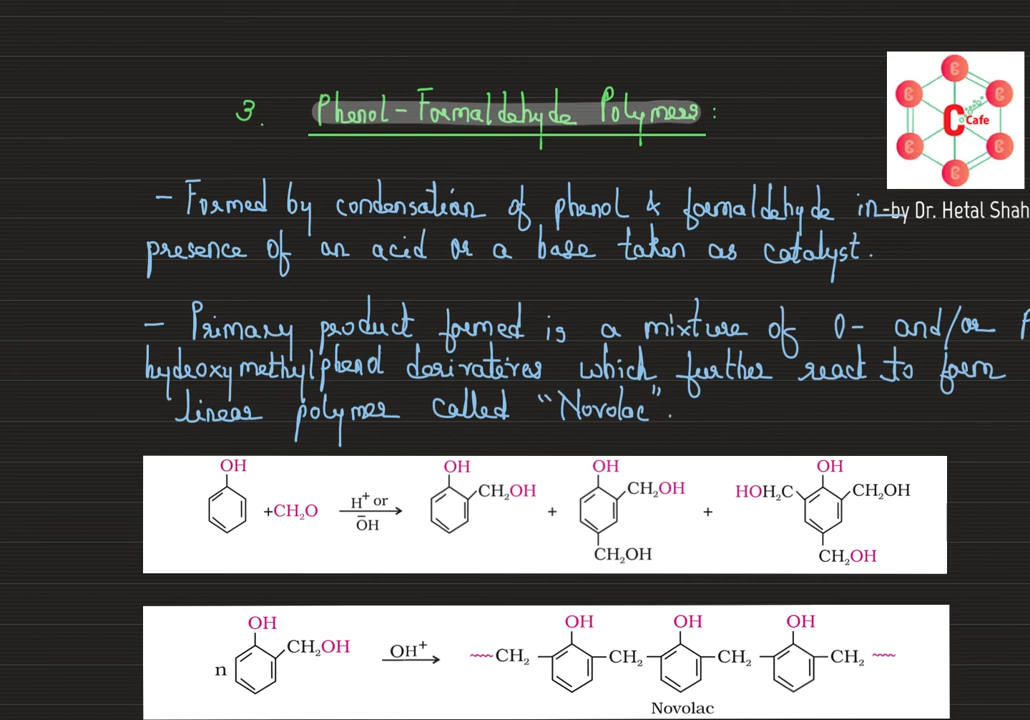 3. Phenol-Formaldehyde Polymers:
C Cafe
- Formed by condensation of phenol & formaldehyde in
-by Dr. Hetal Shah
presence of an acid or a base taken as catalyst.
- Primary product formed is a mixture of O- and/or P
hydroxymethylphenol derivatives which further react to form
linear polymer called "Novolac".
OH OH OH OH
+CH₂O H⁺ or ŌH CH₂OH + CH₂OH + HOH₂C CH₂OH
CH₂OH CH₂OH
OH OH OH OH
n CH₂OH OH⁺ CH₂ CH₂ CH₂ CH₂
Novolac